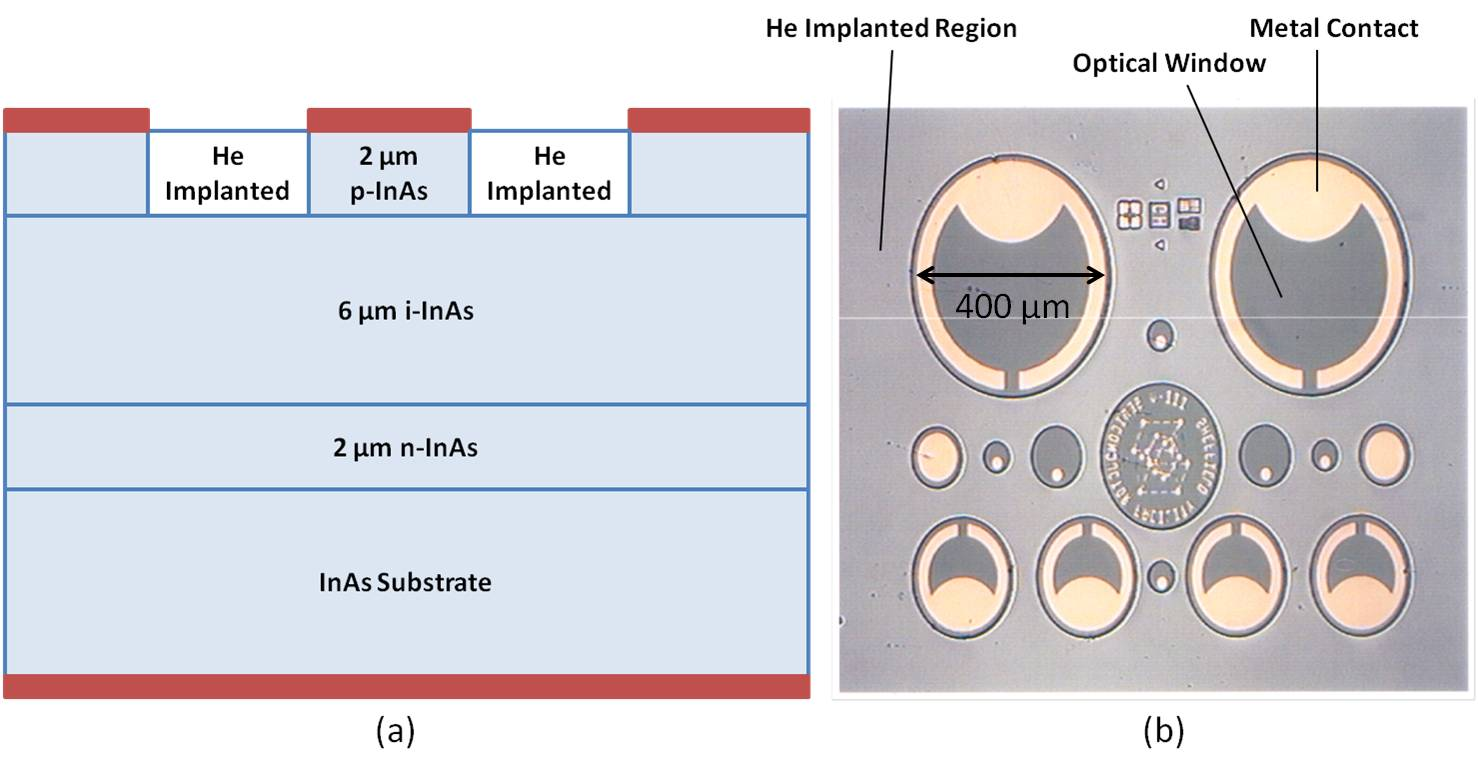 He Implanted Region
Metal Contact
Optical Window
He
Implanted
2 µm
p-InAs
He
Implanted
6 µm i-InAs
2 µm n-InAs
InAs Substrate
400 µm
(a)
(b)